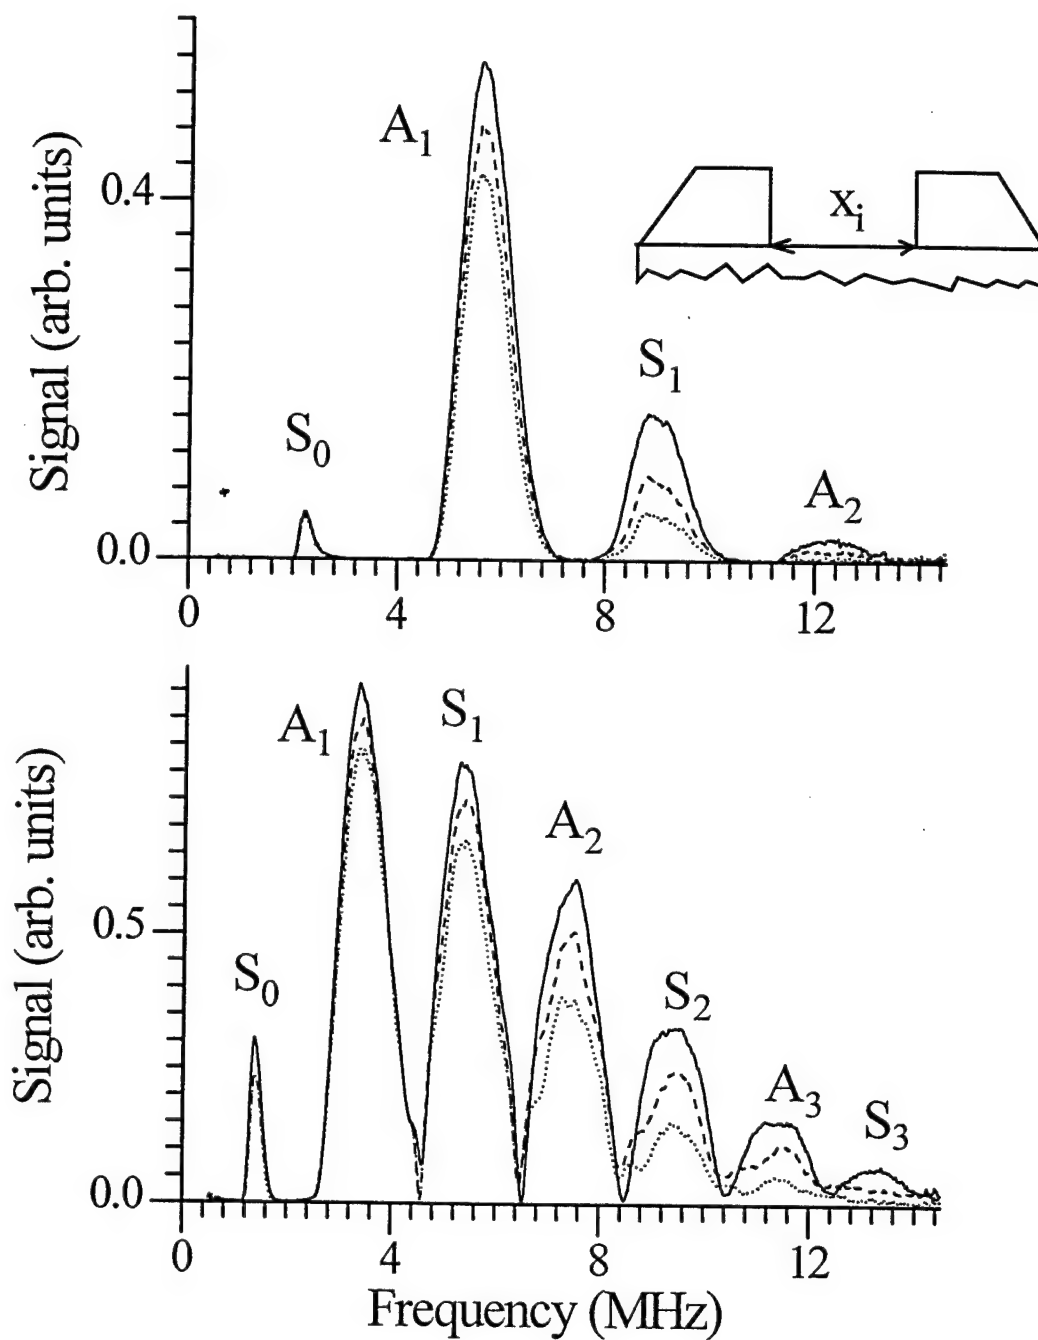 A1
0.4
Xi
Signal (arb. units)
S1
S0
A2
0.0
0 4 8 12
A1
S1
A2
Signal (arb. units)
0.5
S0
S2
A3
S3
0.0
0 4 8 12
Frequency (MHz)